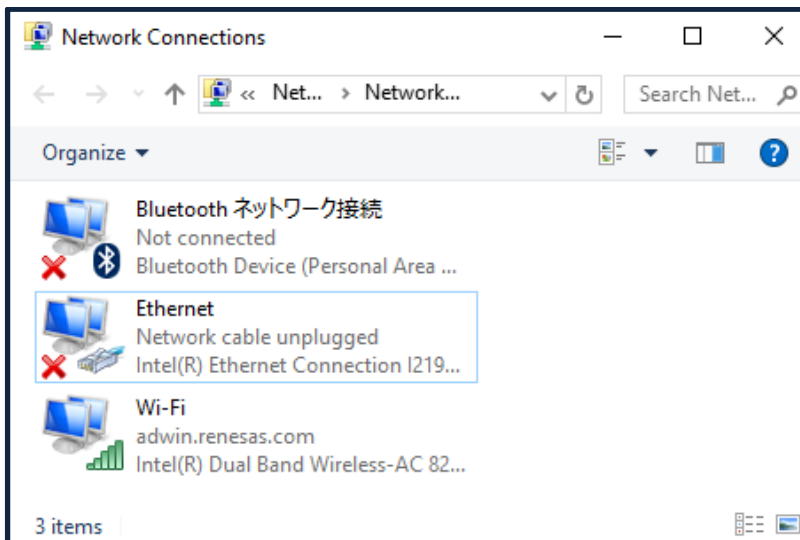 Network Connections
« Net... › Network...
Search Net...
Organize
Bluetooth ネットワーク接続
Not connected
Bluetooth Device (Personal Area ...
Ethernet
Network cable unplugged
Intel(R) Ethernet Connection I219...
Wi-Fi
adwin.renesas.com
Intel(R) Dual Band Wireless-AC 82...
3 items